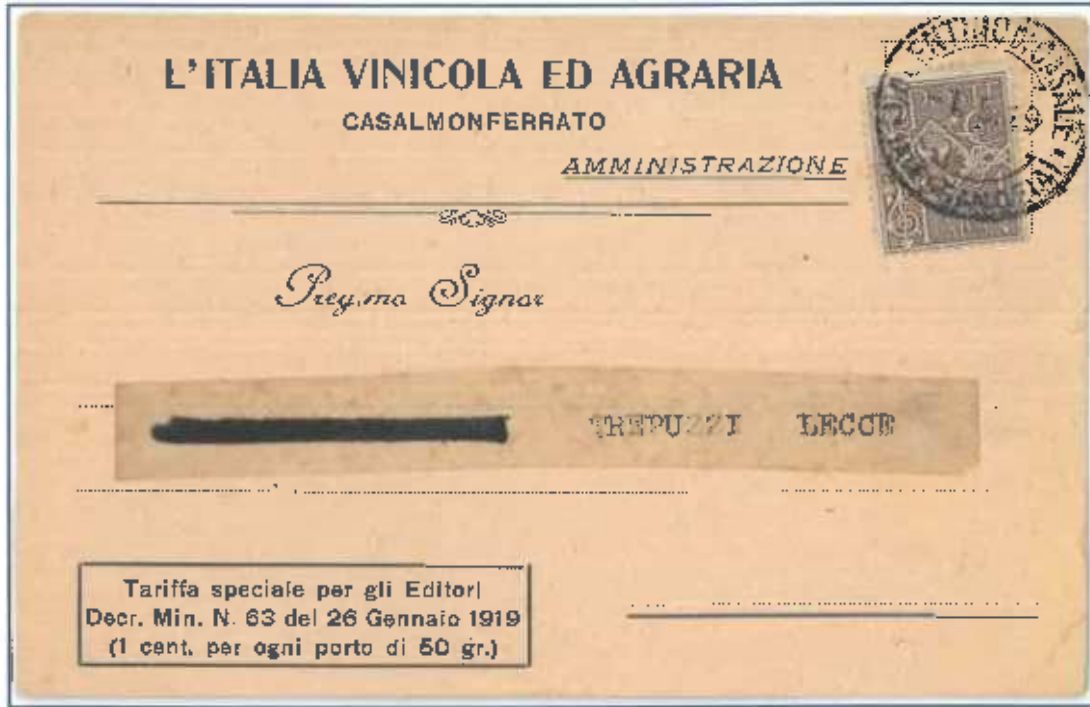 L'ITALIA VINICOLA ED AGRARIA
CASALMONFERRATO
AMMINISTRAZIONE
Preg.mo Signor
TREPUZZI LECCE
Tariffa speciale per gli Editori
Decr. Min. N. 63 del 26 Gennaio 1919
(1 cent. per ogni porto di 50 gr.)